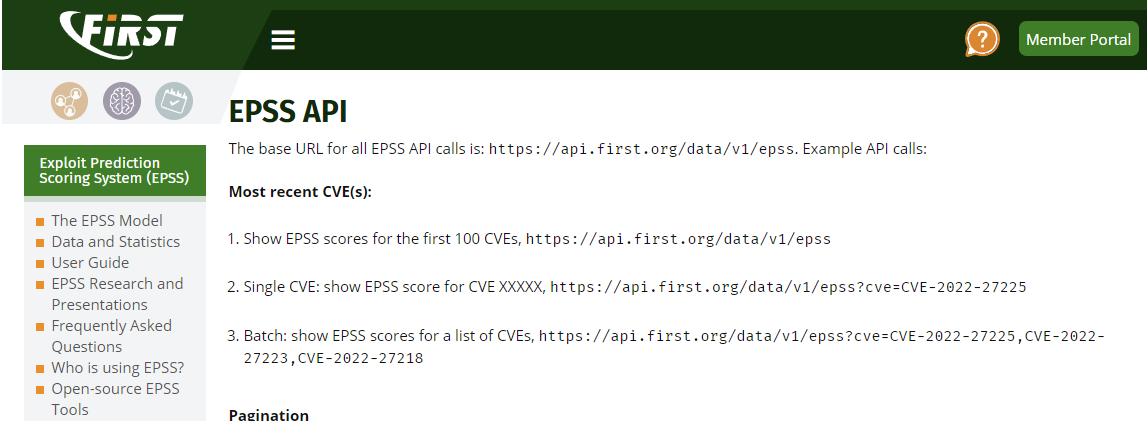 FiRST
?
Member Portal
EPSS API
The base URL for all EPSS API calls is: https://api.first.org/data/v1/epss. Example API calls:
Most recent CVE(s):
1. Show EPSS scores for the first 100 CVEs, https://api.first.org/data/v1/epss
2. Single CVE: show EPSS score for CVE XXXXX, https://api.first.org/data/v1/epss?cve=CVE-2022-27225
3. Batch: show EPSS scores for a list of CVEs, https://api.first.org/data/v1/epss?cve=CVE-2022-27225,CVE-2022-
27223,CVE-2022-27218
Pagination
Exploit Prediction
Scoring System (EPSS)
The EPSS Model
Data and Statistics
User Guide
EPSS Research and
Presentations
Frequently Asked
Questions
Who is using EPSS?
Open-source EPSS
Tools